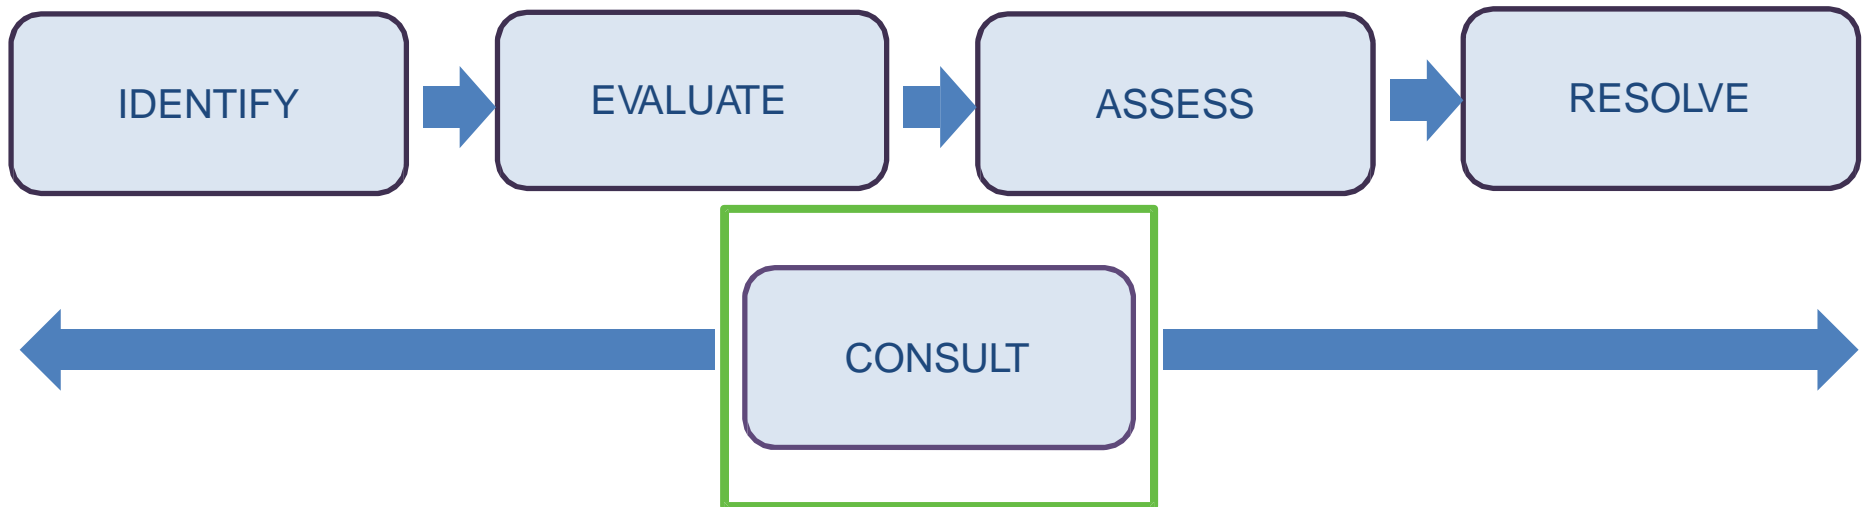 IDENTIFY
EVALUATE
ASSESS
RESOLVE
CONSULT